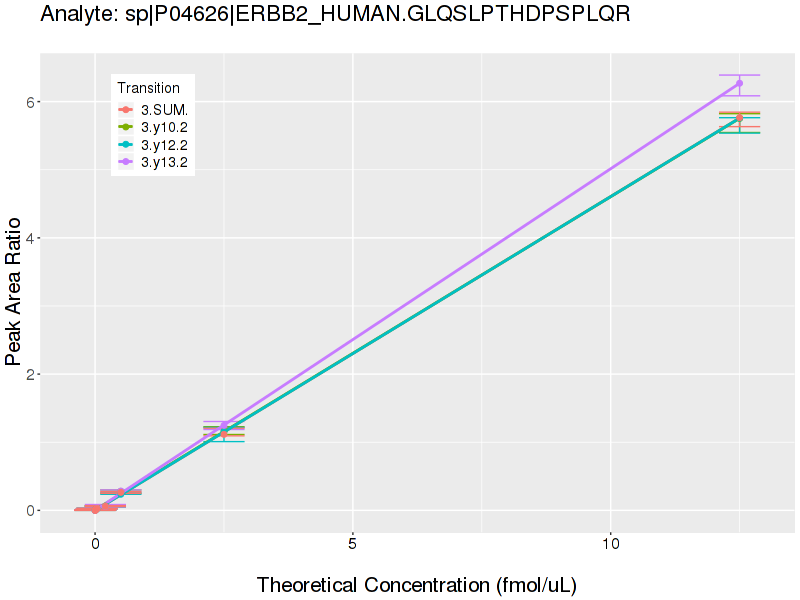 Analyte: sp|P04626|ERBB2_HUMAN.GLQSLPTHDPSPLQR
Transition
3.SUM.
3.y10.2
3.y12.2
3.y13.2
6
4
2
0
Peak Area Ratio
0 5 10
Theoretical Concentration (fmol/uL)